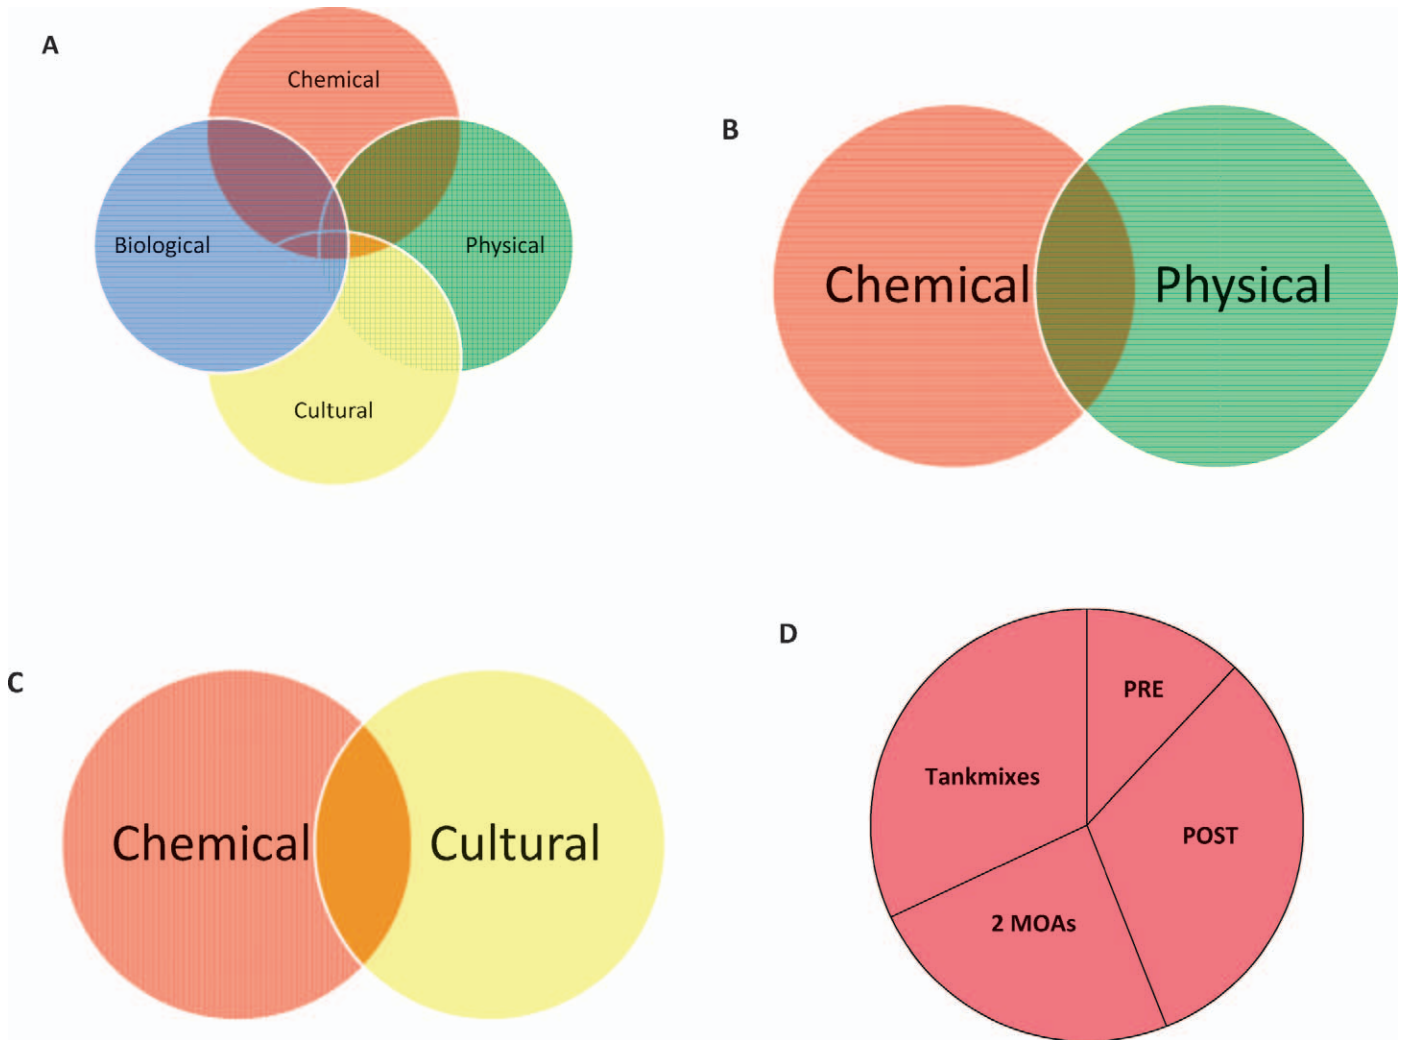 A
Chemical
Biological
Physical
Cultural
B
Chemical
Physical
C
Chemical
Cultural
D
PRE
Tankmixes
POST
2 MOAs